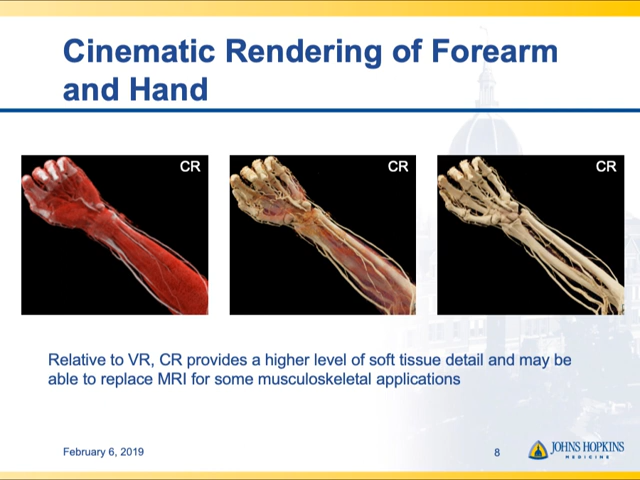 Cinematic Rendering of Forearm
and Hand
CR
CR
CR
Relative to VR, CR provides a higher level of soft tissue detail and may be
able to replace MRI for some musculoskeletal applications
February 6, 2019
8
JOHNS HOPKINS
MEDICINE